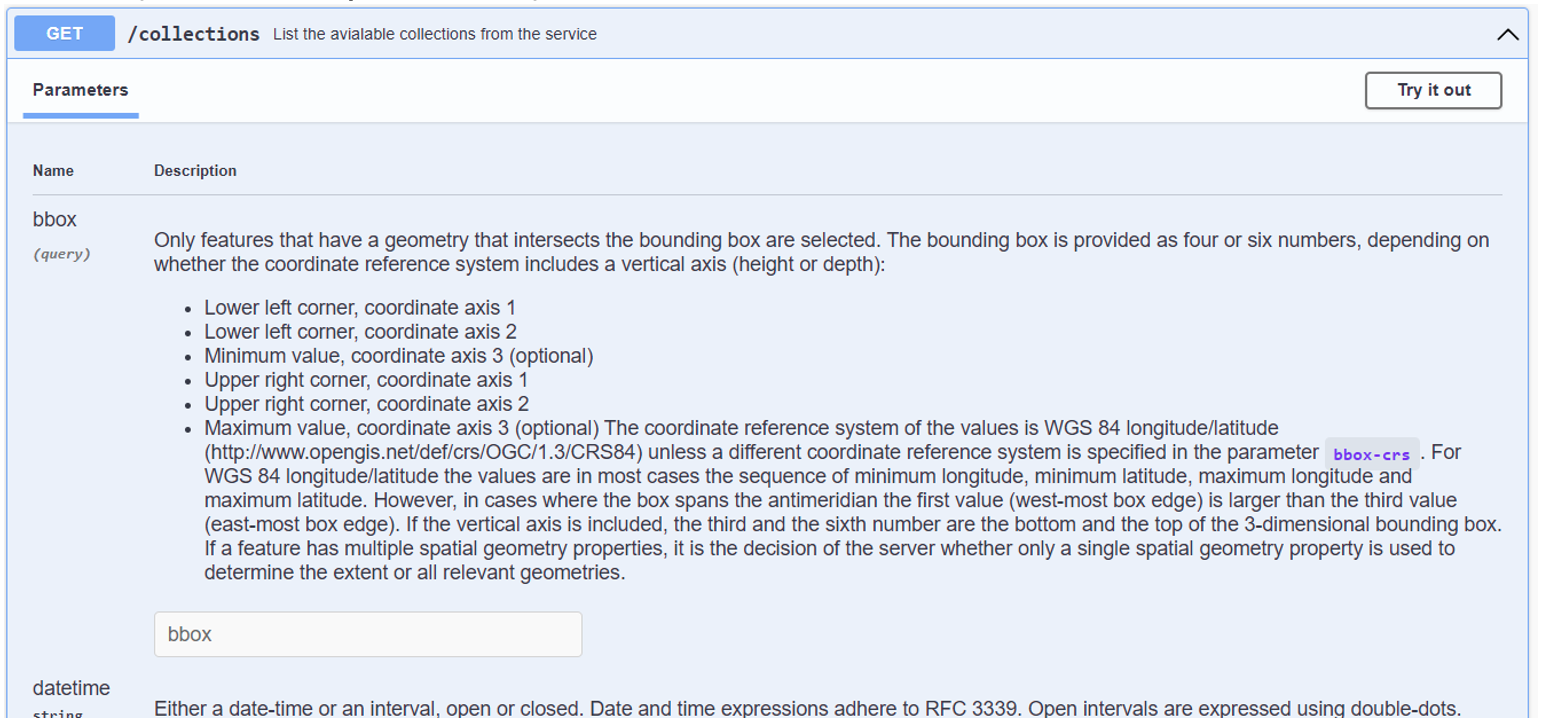 GET /collections List the avialable collections from the service
Parameters
Try it out
Name Description
bbox
(query)
Only features that have a geometry that intersects the bounding box are selected. The bounding box is provided as four or six numbers, depending on
whether the coordinate reference system includes a vertical axis (height or depth):
• Lower left corner, coordinate axis 1
• Lower left corner, coordinate axis 2
• Minimum value, coordinate axis 3 (optional)
• Upper right corner, coordinate axis 1
• Upper right corner, coordinate axis 2
• Maximum value, coordinate axis 3 (optional) The coordinate reference system of the values is WGS 84 longitude/latitude
(http://www.opengis.net/def/crs/OGC/1.3/CRS84) unless a different coordinate reference system is specified in the parameter bbox-crs . For
WGS 84 longitude/latitude the values are in most cases the sequence of minimum longitude, minimum latitude, maximum longitude and
maximum latitude. However, in cases where the box spans the antimeridian the first value (west-most box edge) is larger than the third value
(east-most box edge). If the vertical axis is included, the third and the sixth number are the bottom and the top of the 3-dimensional bounding box.
If a feature has multiple spatial geometry properties, it is the decision of the server whether only a single spatial geometry property is used to
determine the extent or all relevant geometries.
bbox
datetime
string
Either a date-time or an interval, open or closed. Date and time expressions adhere to RFC 3339. Open intervals are expressed using double-dots.